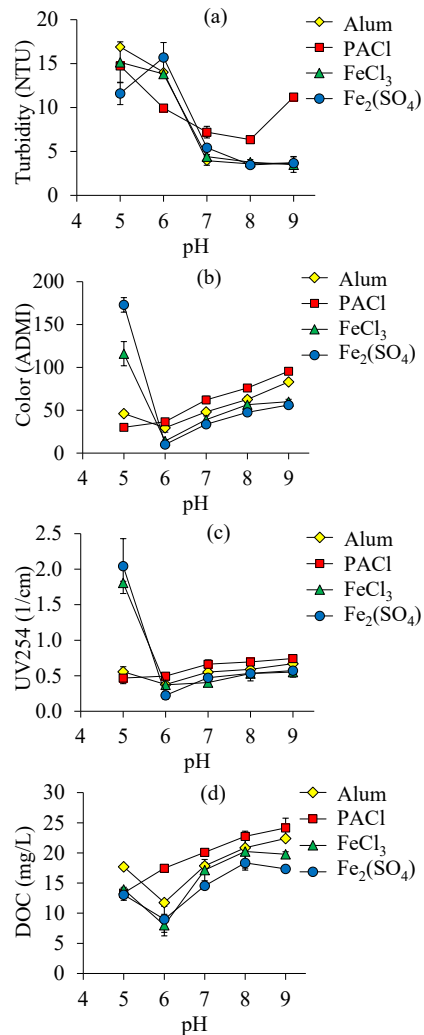 (a)
Turbidity (NTU)
20
15
10
5
0
4 5 6 7 8 9
pH
Alum
PACl
FeCl₃
Fe₂(SO₄)
(b)
Color (ADMI)
200
150
100
50
0
4 5 6 7 8 9
pH
Alum
PACl
FeCl₃
Fe₂(SO₄)
(c)
UV254 (1/cm)
2.5
2.0
1.5
1.0
0.5
0.0
4 5 6 7 8 9
pH
Alum
PACl
FeCl₃
Fe₂(SO₄)
(d)
DOC (mg/L)
30
25
20
15
10
5
0
4 5 6 7 8 9
pH
Alum
PACl
FeCl₃
Fe₂(SO₄)